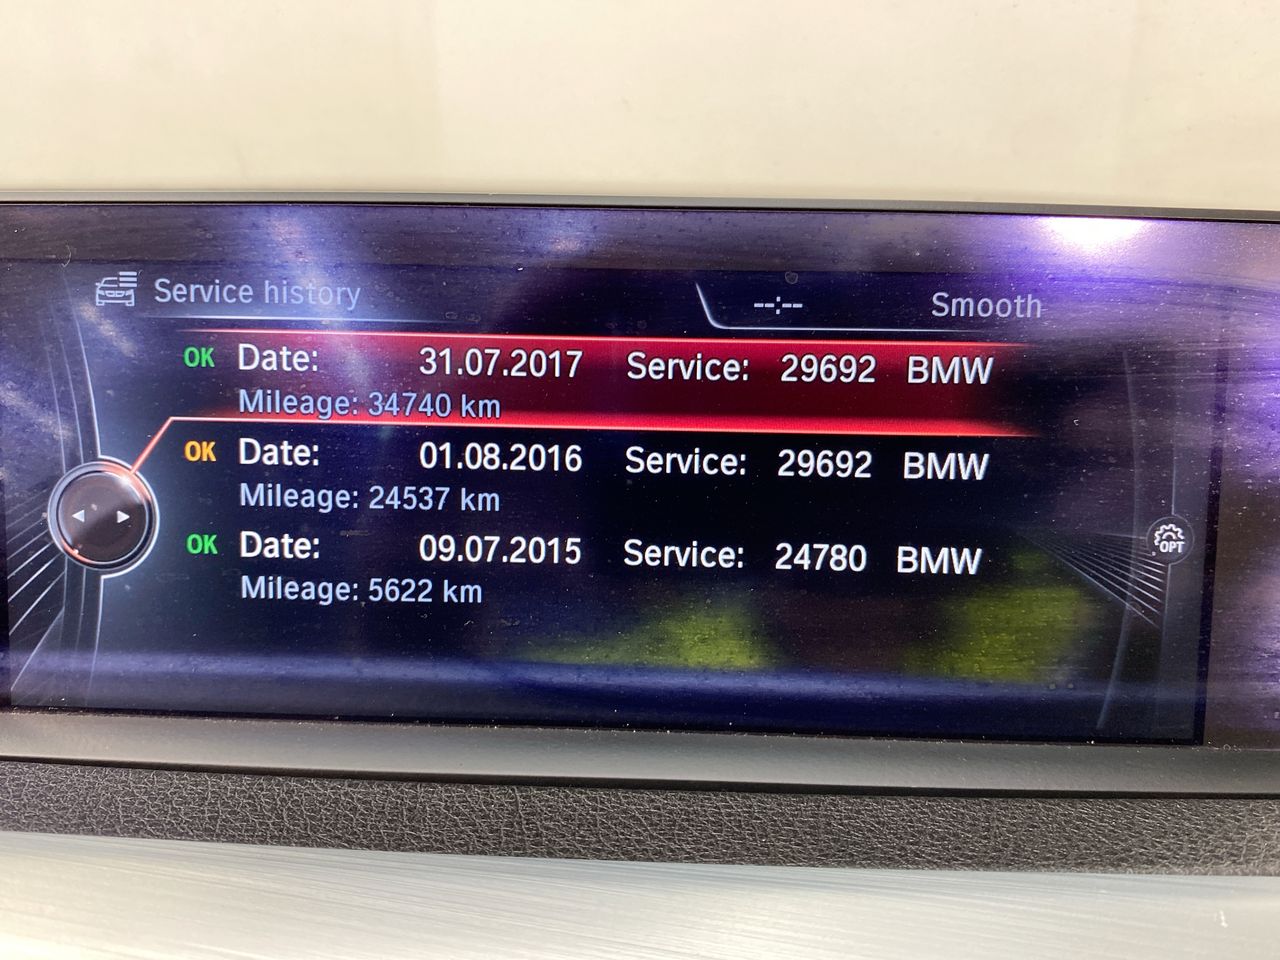 Service history --:-- Smooth
OK Date: 31.07.2017 Service: 29692 BMW
Mileage: 34740 km
OK Date: 01.08.2016 Service: 29692 BMW
Mileage: 24537 km
OK Date: 09.07.2015 Service: 24780 BMW
Mileage: 5622 km
OPT